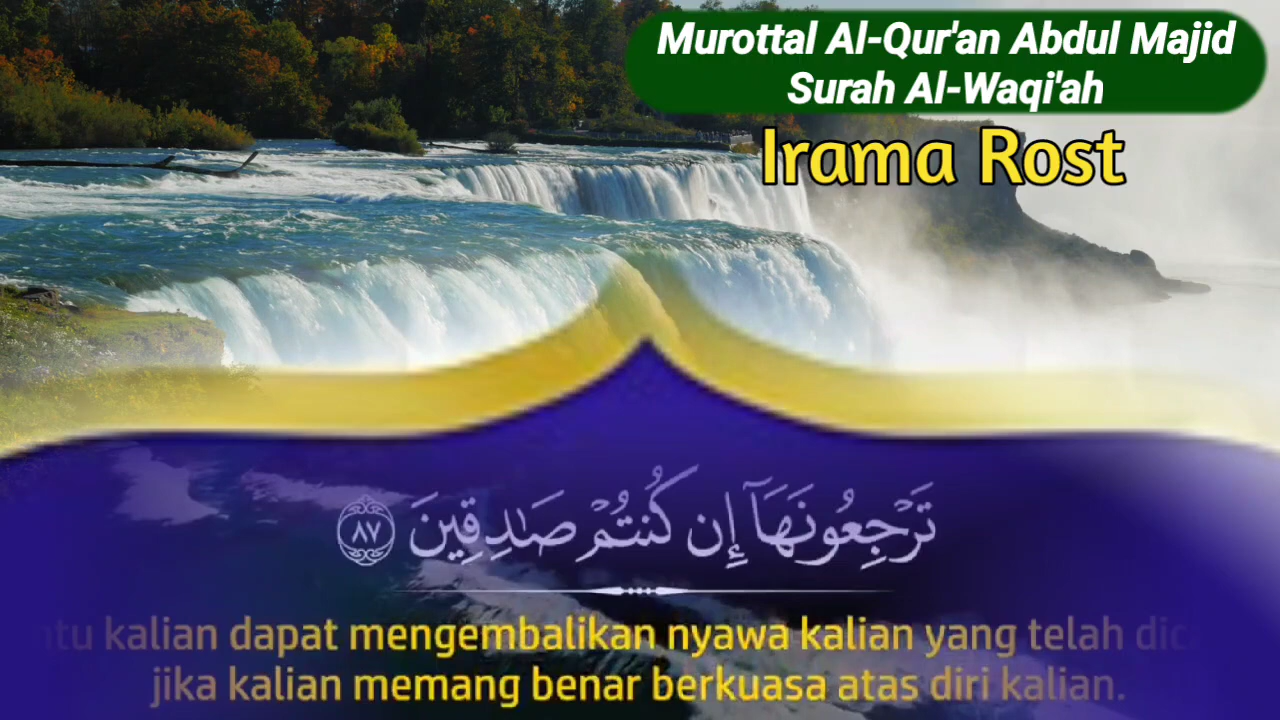 Murottal Al-Qur'an Abdul Majid
Surah Al-Waqi'ah
Irama Rost
تَرْجِعُونَهَآ إِن كُنتُمْ صَـٰدِقِينَ ٨٧
kalian dapat mengembalikan nyawa kalian yang telah
jika kalian memang benar berkuasa atas diri kalian.